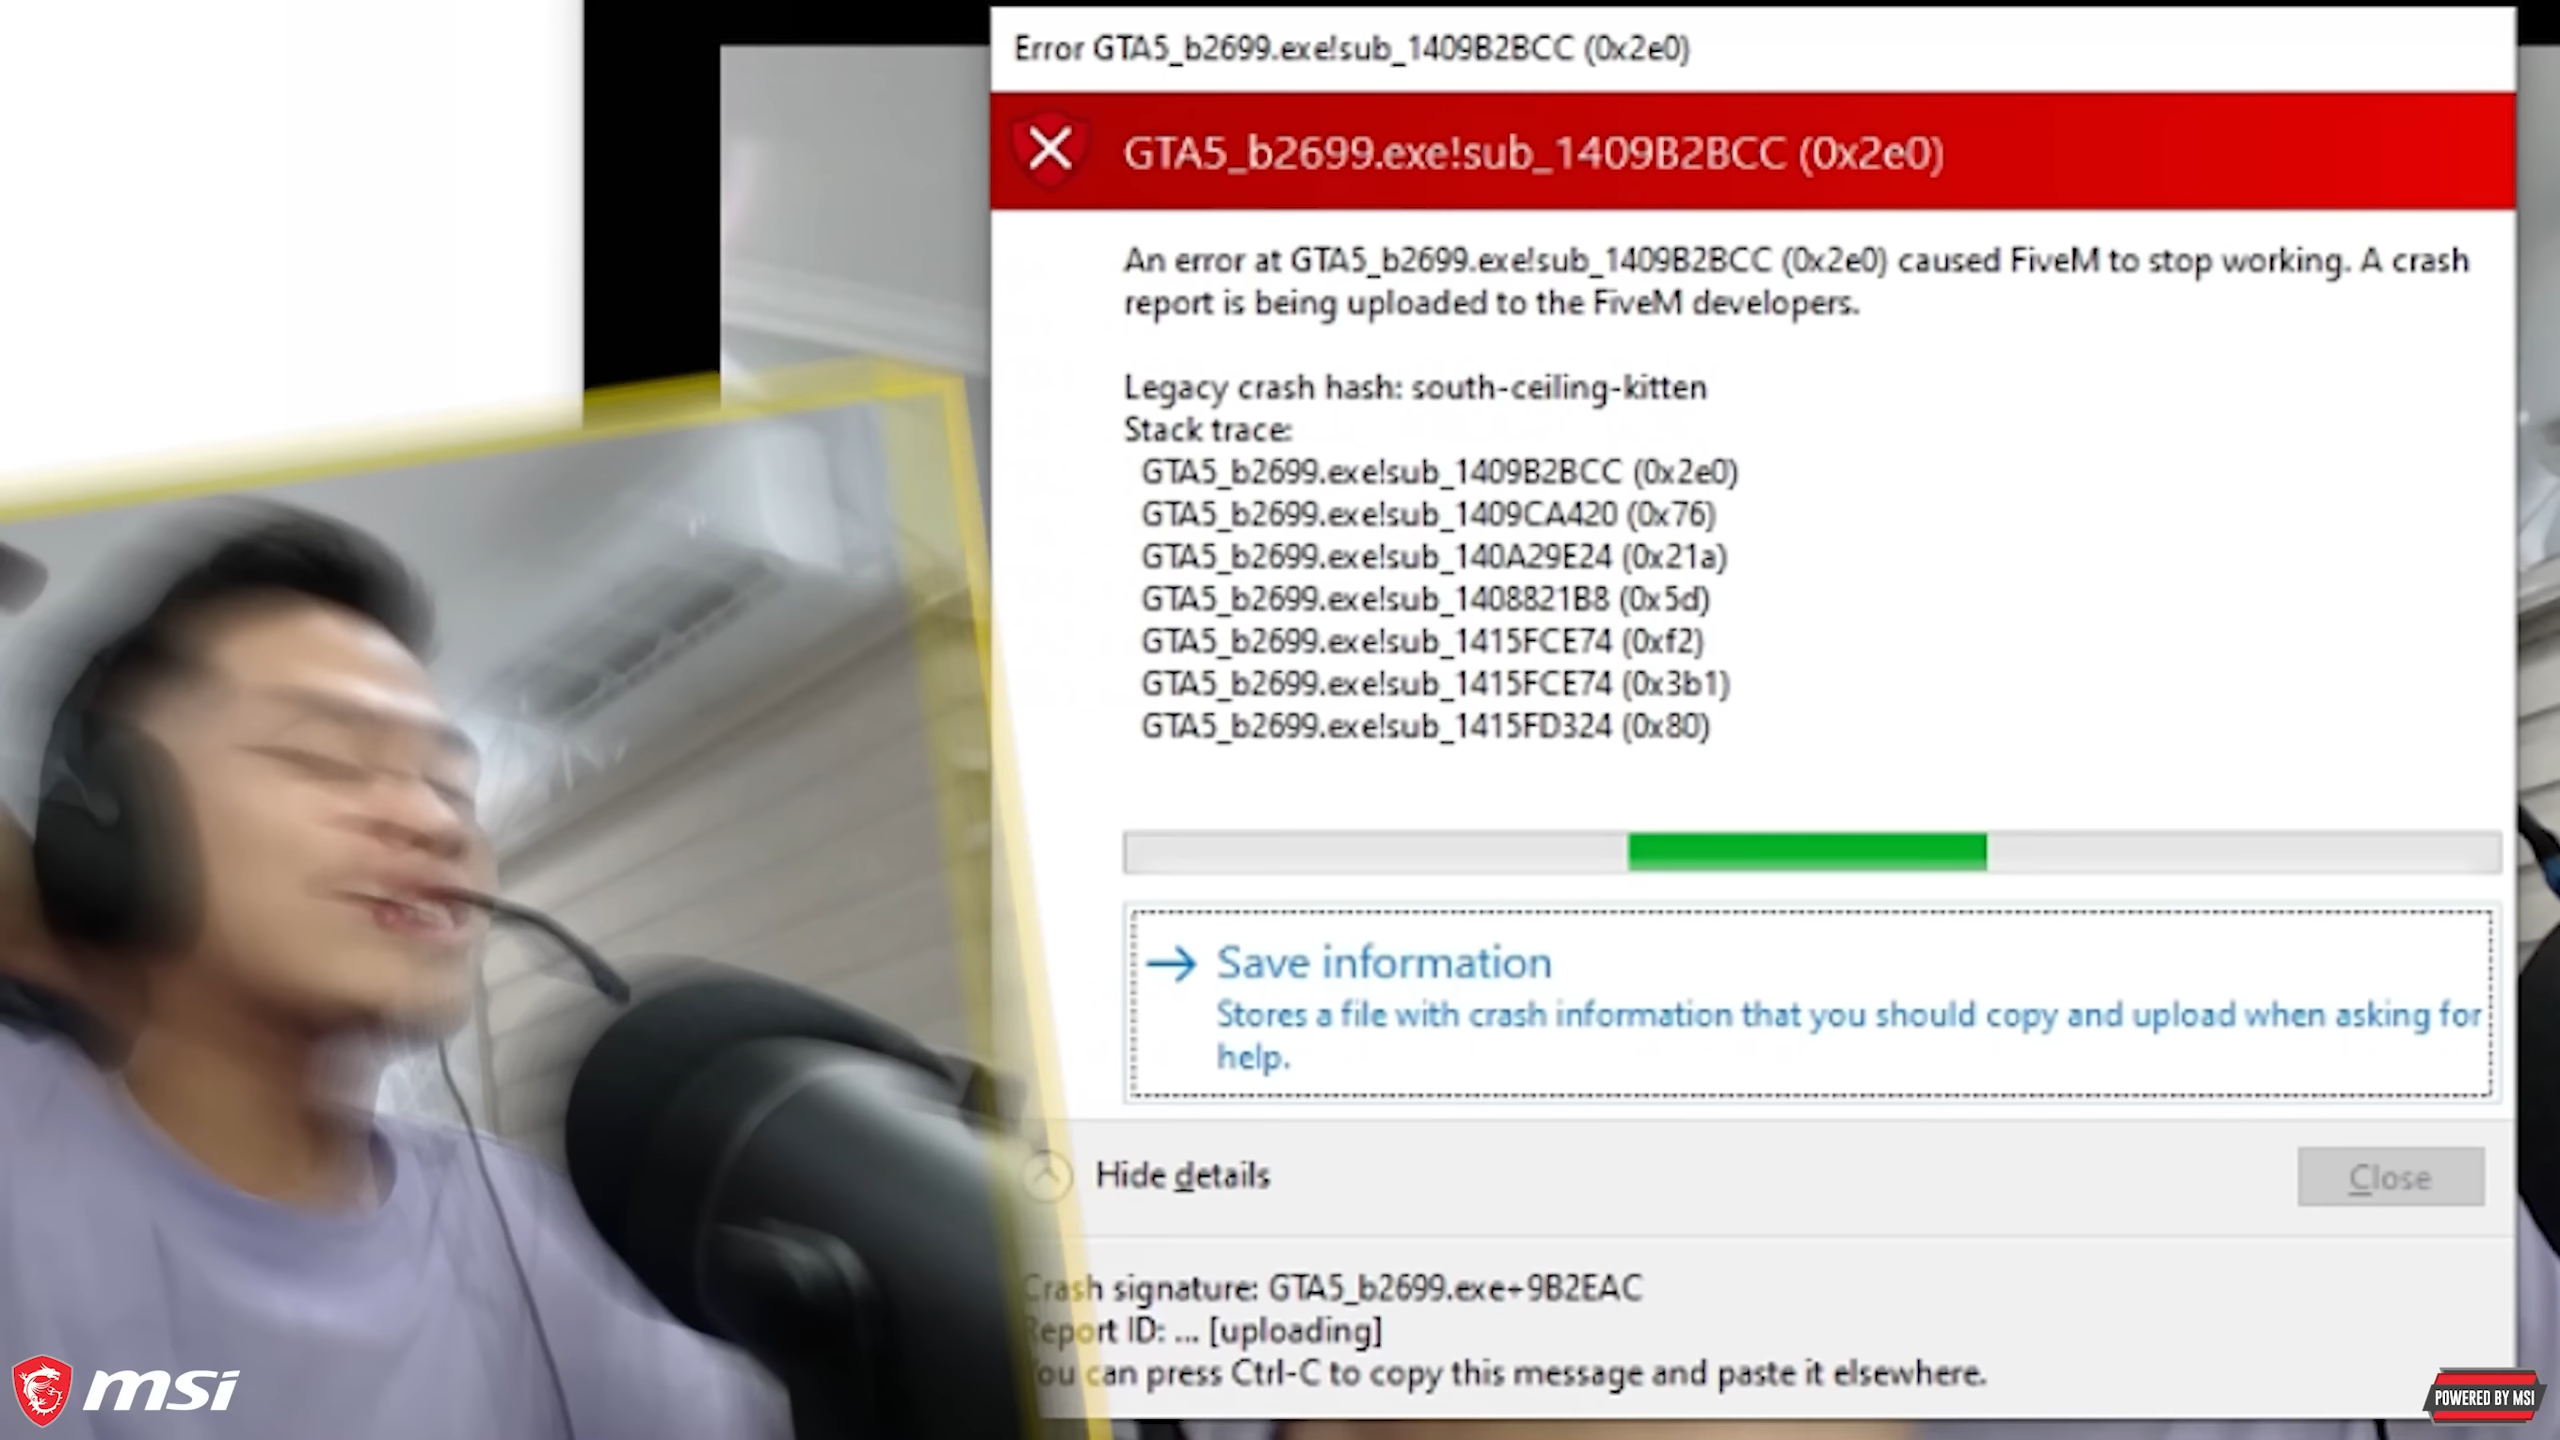 Error GTA5_b2699.exe!sub_1409B2BCC (0x2e0)
GTA5_b2699.exe!sub_1409B2BCC (0x2e0)
An error at GTA5_b2699.exe!sub_1409B2BCC (0x2e0) caused FiveM to stop working. A crash
report is being uploaded to the FiveM developers.
Legacy crash hash: south-ceiling-kitten
Stack trace:
GTA5_b2699.exe!sub_1409B2BCC (0x2e0)
GTA5_b2699.exe!sub_1409CA420 (0x76)
GTA5_b2699.exe!sub_140A29E24 (0x21a)
GTA5_b2699.exe!sub_1408821B8 (0x5d)
GTA5_b2699.exe!sub_1415FCE74 (0xf2)
GTA5_b2699.exe!sub_1415FCE74 (0x3b1)
GTA5_b2699.exe!sub_1415FD324 (0x80)
Save information
Stores a file with crash information that you should copy and upload when asking for
help.
Hide details
Close
Crash signature: GTA5_b2699.exe+9B2EAC
Report ID: ... [uploading]
You can press Ctrl-C to copy this message and paste it elsewhere.
msi
POWERED BY MSI